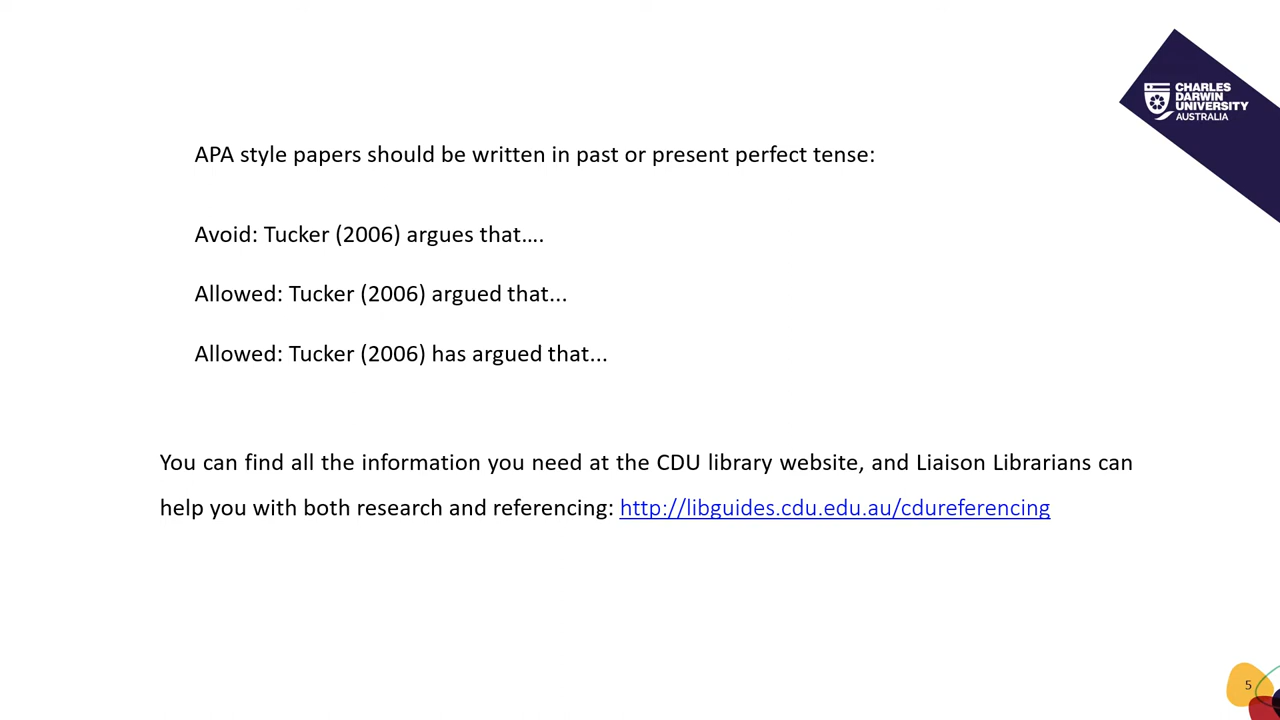 CHARLES
DARWIN
UNIVERSITY
AUSTRALIA
APA style papers should be written in past or present perfect tense:
Avoid: Tucker (2006) argues that….
Allowed: Tucker (2006) argued that...
Allowed: Tucker (2006) has argued that...
You can find all the information you need at the CDU library website, and Liaison Librarians can
help you with both research and referencing: http://libguides.cdu.edu.au/cdureferencing
5